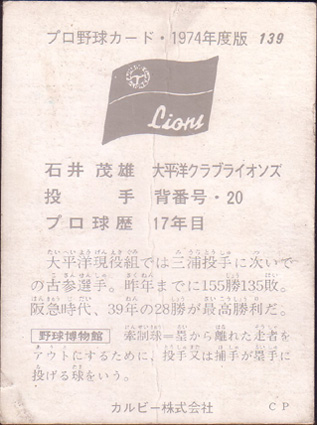 プロ野球カード・1974年度版 139
Lions
石井 茂雄 太平洋クラブライオンズ
投 手 背番号・20
プロ球歴 17年目
太平洋現役組では三浦投手に次いで
の古参選手。昨年までに155勝135敗。
阪急時代、39年の28勝が最高勝利だ。
野球博物館 牽制球=塁から離れた走者を
アウトにするために、投手又は捕手が塁手に
投げる球をいう。
カルビー株式会社 C P